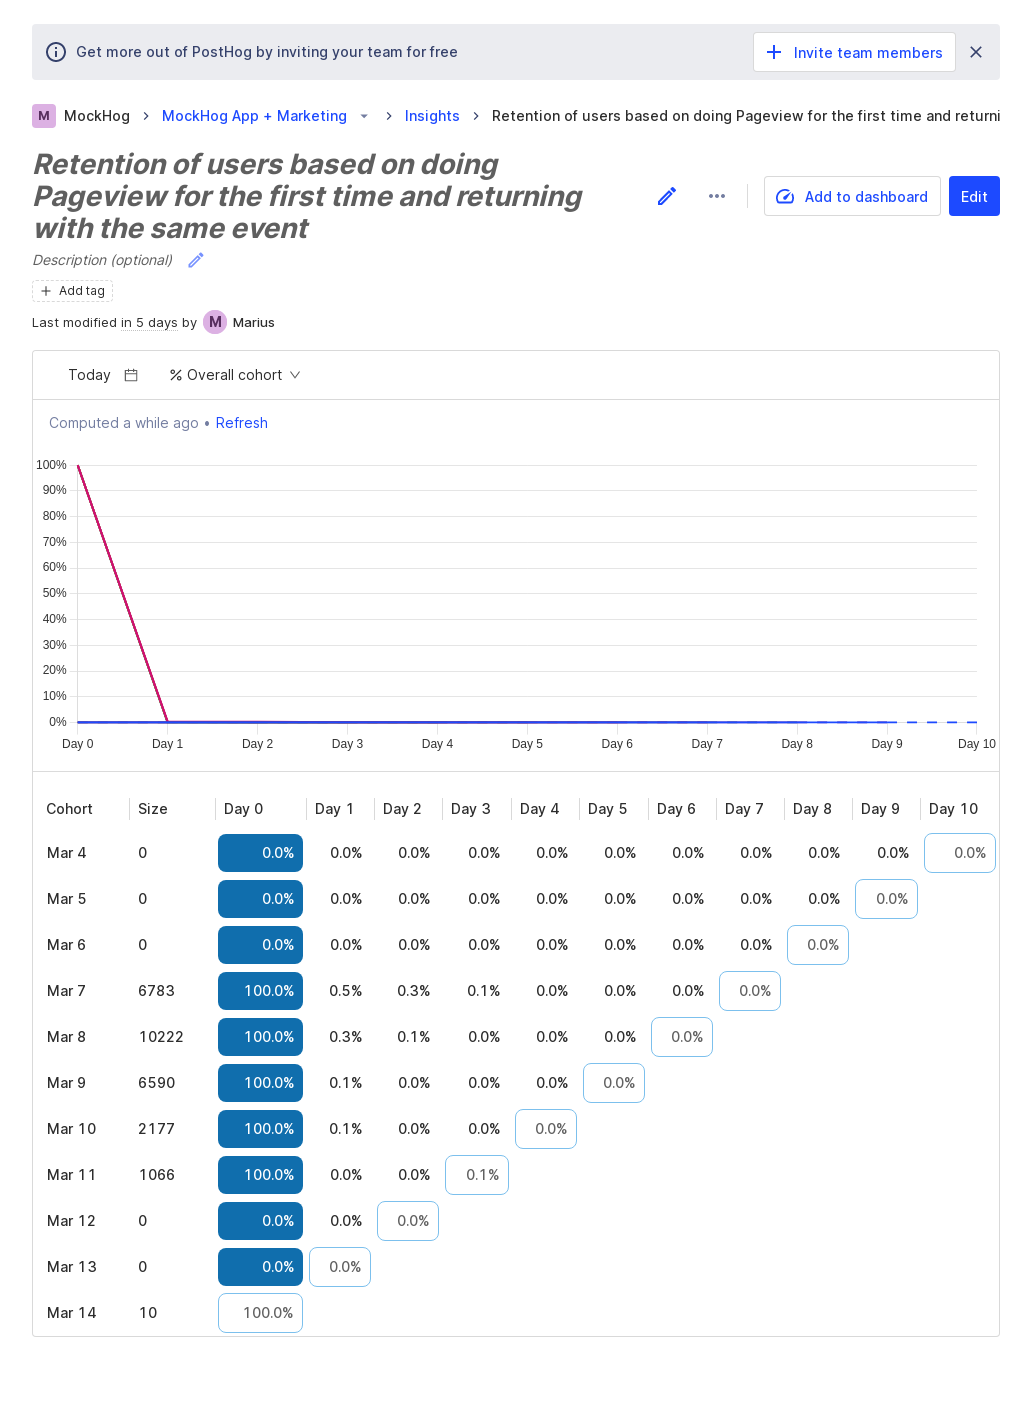 Get more out of PostHog by inviting your team for free
Invite team members
M MockHog MockHog App + Marketing Insights Retention of users based on doing Pageview for the first time and returni
Retention of users based on doing
Pageview for the first time and returning
with the same event
Add to dashboard Edit
Description (optional)
Add tag
Last modified in 5 days by M Marius
Today % Overall cohort
Computed a while ago • Refresh
100%
90%
80%
70%
60%
50%
40%
30%
20%
10%
0%
Day 0 Day 1 Day 2 Day 3 Day 4 Day 5 Day 6 Day 7 Day 8 Day 9 Day 10
Cohort Size Day 0 Day 1 Day 2 Day 3 Day 4 Day 5 Day 6 Day 7 Day 8 Day 9 Day 10
Mar 4 0 0.0% 0.0% 0.0% 0.0% 0.0% 0.0% 0.0% 0.0% 0.0% 0.0% 0.0%
Mar 5 0 0.0% 0.0% 0.0% 0.0% 0.0% 0.0% 0.0% 0.0% 0.0% 0.0%
Mar 6 0 0.0% 0.0% 0.0% 0.0% 0.0% 0.0% 0.0% 0.0% 0.0%
Mar 7 6783 100.0% 0.5% 0.3% 0.1% 0.0% 0.0% 0.0% 0.0%
Mar 8 10222 100.0% 0.3% 0.1% 0.0% 0.0% 0.0% 0.0%
Mar 9 6590 100.0% 0.1% 0.0% 0.0% 0.0% 0.0%
Mar 10 2177 100.0% 0.1% 0.0% 0.0% 0.0%
Mar 11 1066 100.0% 0.0% 0.0% 0.1%
Mar 12 0 0.0% 0.0% 0.0%
Mar 13 0 0.0% 0.0%
Mar 14 10 100.0%